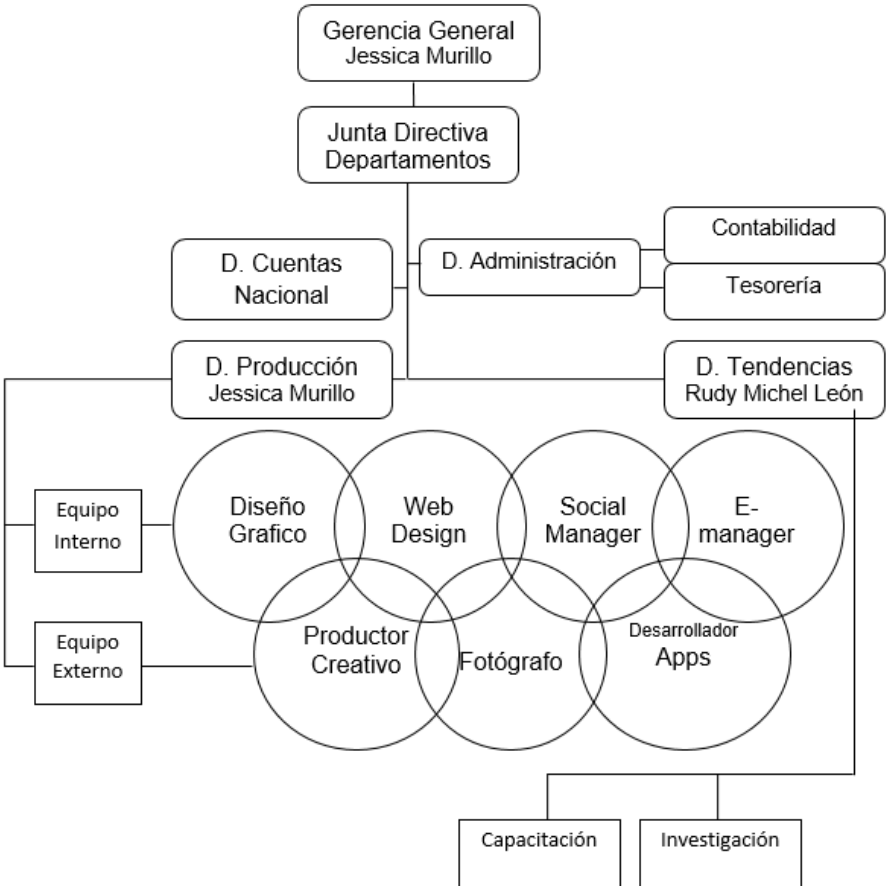 Gerencia General
Jessica Murillo
Junta Directiva
Departamentos
D. Cuentas
Nacional
D. Administración
Contabilidad
Tesorería
D. Producción
Jessica Murillo
D. Tendencias
Rudy Michel León
Equipo
Interno
Diseño
Grafico
Web
Design
Social
Manager
E-
manager
Equipo
Externo
Productor
Creativo
Fotógrafo
Desarrollador
Apps
Capacitación
Investigación